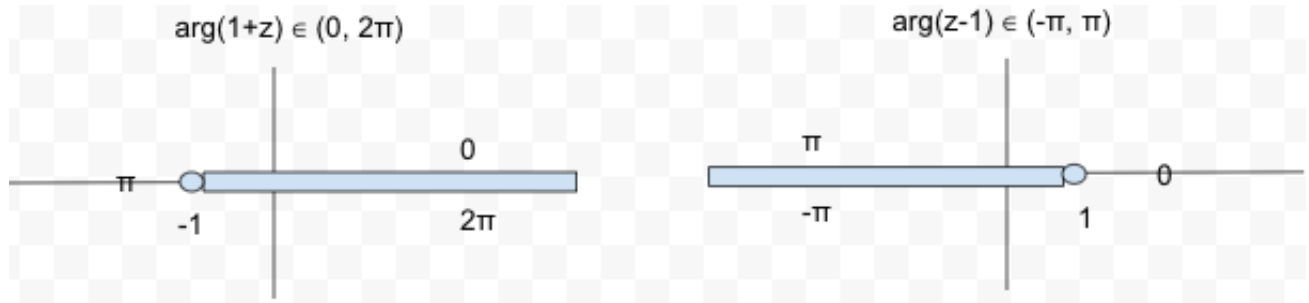 arg(1+z) ∈ (0, 2π)
0
π
-1
2π
arg(z-1) ∈ (-π, π)
π
0
-π
1